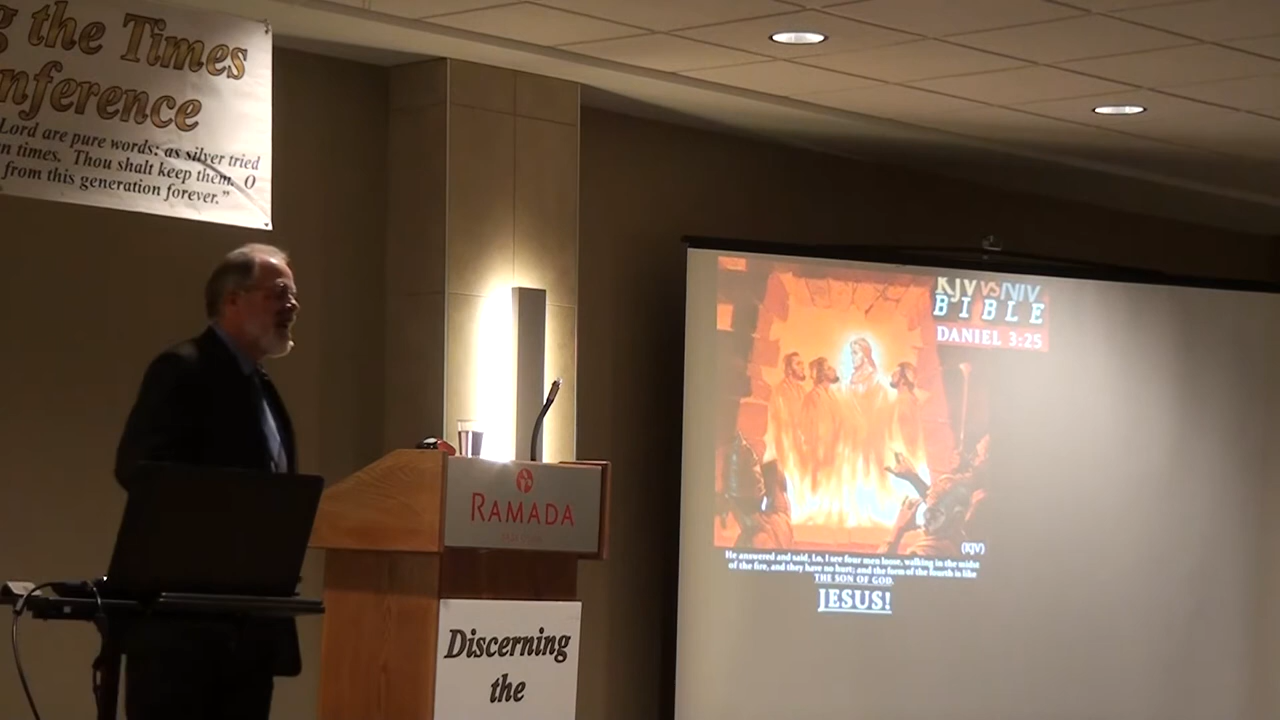 g the Times
nference
Lord are pure words: as silver tried
n times. Thou shalt keep them, O
from this generation forever."
RAMADA
Discerning
the
KJV vs NIV
BIBLE
DANIEL 3:25
(KJV)
He answered and said, Lo, I see four men loose, walking in the midst
of the fire, and they have no hurt; and the form of the fourth is like
THE SON OF GOD.
JESUS!